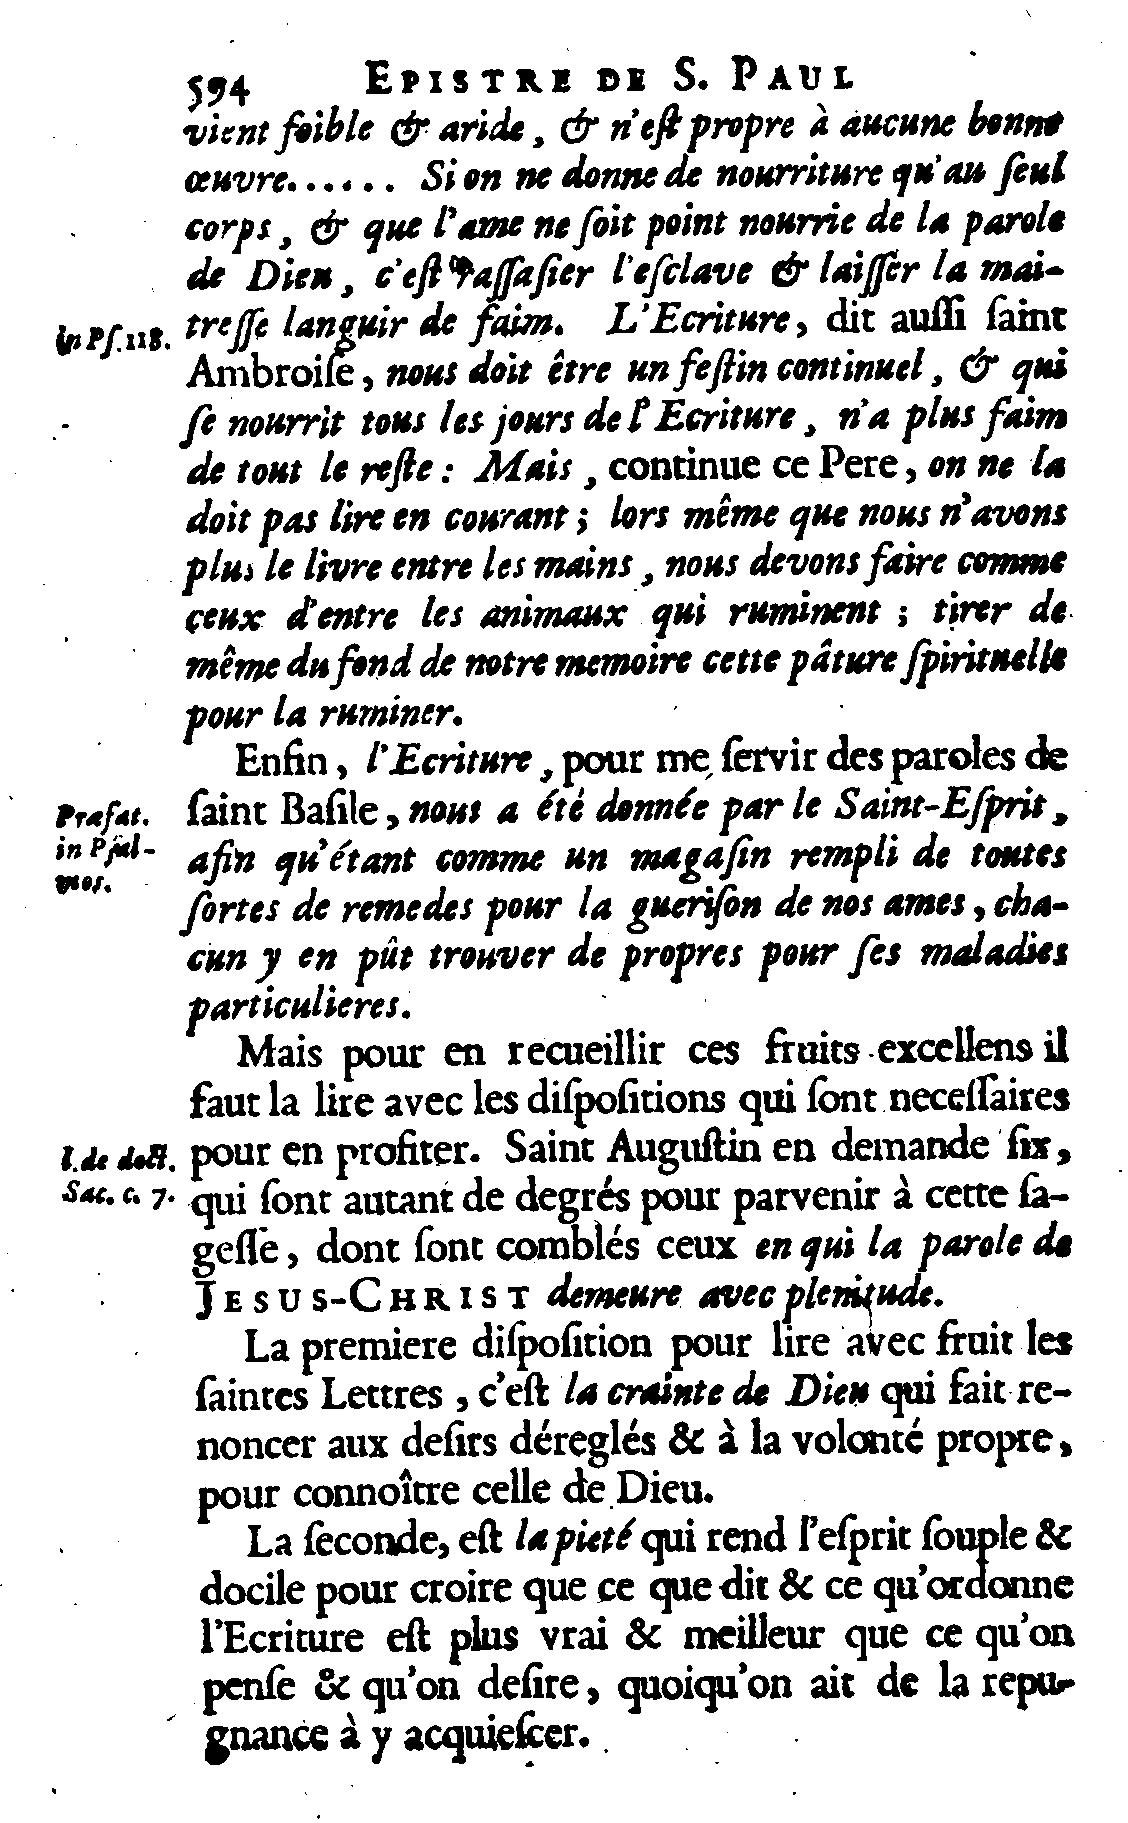 594 EPISTRE DE S. PAUL
vient foible & aride, & n'eſt propre à aucune bonne
œuvre...... Si on ne donne de nourriture qu'au ſeul
corps, & que l'ame ne ſoit point nourrie de la parole
de Dieu, c'eſt raſſaſier l'eſclave & laiſſer la mai-
treſſe languir de faim. L'Ecriture, dit auſſi ſaint
In Pſ. 118.
Ambroiſe, nous doit être un feſtin continuel, & qui
ſe nourrit tous les jours de l'Ecriture, n'a plus faim
de tout le reſte : Mais, continue ce Pere, on ne la
doit pas lire en courant ; lors même que nous n'avons
plus le livre entre les mains, nous devons faire comme
ceux d'entre les animaux qui ruminent ; tirer de
même du fond de notre memoire cette pâture ſpirituelle
pour la ruminer.
Enfin, l'Ecriture, pour me ſervir des paroles de
ſaint Baſile, nous a été donnée par le Saint-Eſprit,
Præfat.
in Pſal-
mos.
afin qu'étant comme un magaſin rempli de toutes
ſortes de remedes pour la gueriſon de nos ames, cha-
cun y en pût trouver de propres pour ſes maladies
particulieres.
Mais pour en recueillir ces fruits excellens il
faut la lire avec les diſpoſitions qui ſont neceſſaires
pour en profiter. Saint Auguſtin en demande ſix,
l. de doct.
Sac. c. 7.
qui ſont autant de degrés pour parvenir à cette ſa-
geſſe, dont ſont comblés ceux en qui la parole de
JESUS-CHRIST demeure avec plenitude.
La premiere diſpoſition pour lire avec fruit les
ſaintes Lettres, c'eſt la crainte de Dieu qui fait re-
noncer aux deſirs déreglés & à la volonté propre,
pour connoître celle de Dieu.
La ſeconde, eſt la pieté qui rend l'eſprit ſouple &
docile pour croire que ce que dit & ce qu'ordonne
l'Ecriture eſt plus vrai & meilleur que ce qu'on
penſe & qu'on deſire, quoiqu'on ait de la repu-
gnance à y acquieſcer.